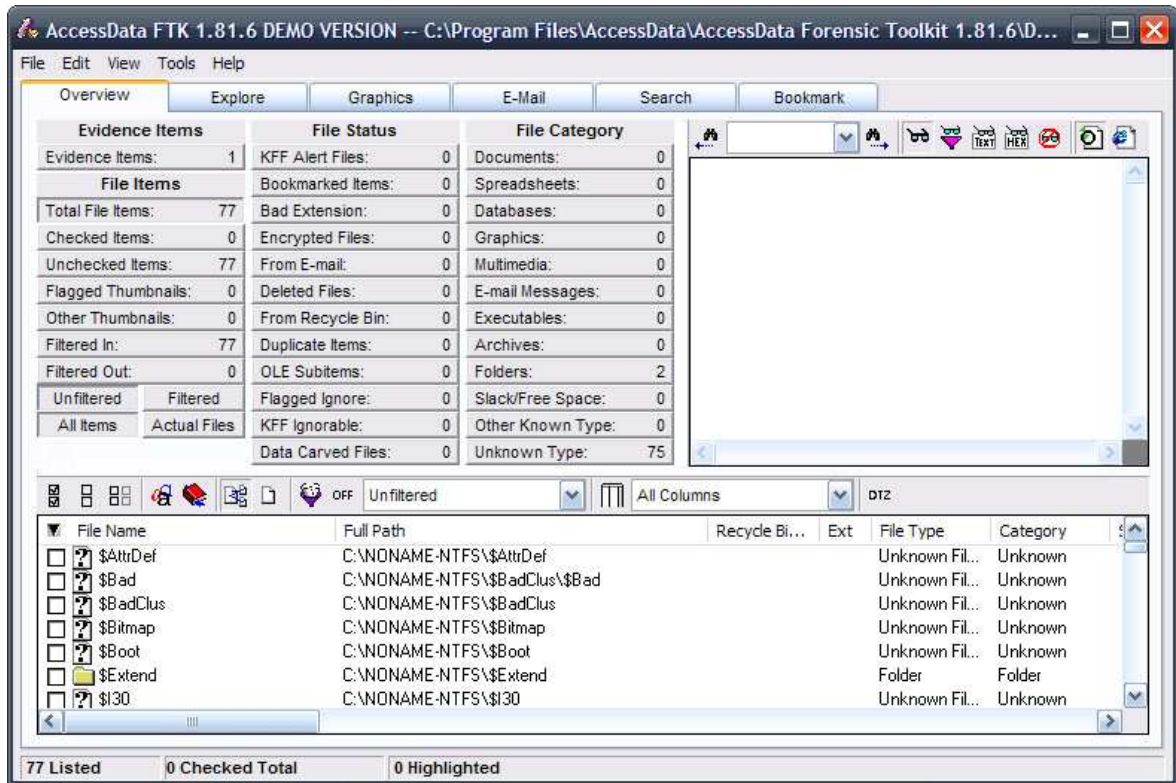 AccessData FTK 1.81.6 DEMO VERSION -- C:\Program Files\AccessData\AccessData Forensic Toolkit 1.81.6\D...
File Edit View Tools Help
Overview Explore Graphics E-Mail Search Bookmark
Evidence Items File Status File Category
Evidence Items: 1 KFF Alert Files: 0 Documents: 0
File Items Bookmarked Items: 0 Spreadsheets: 0
Total File Items: 77 Bad Extension: 0 Databases: 0
Checked Items: 0 Encrypted Files: 0 Graphics: 0
Unchecked Items: 77 From E-mail: 0 Multimedia: 0
Flagged Thumbnails: 0 Deleted Files: 0 E-mail Messages: 0
Other Thumbnails: 0 From Recycle Bin: 0 Executables: 0
Filtered In: 77 Duplicate Items: 0 Archives: 0
Filtered Out: 0 OLE Subitems: 0 Folders: 2
Unfiltered Filtered Flagged Ignore: 0 Slack/Free Space: 0
All Items Actual Files KFF Ignorable: 0 Other Known Type: 0
Data Carved Files: 0 Unknown Type: 75
TEXT HEX
OFF Unfiltered All Columns DTZ
File Name Full Path Recycle Bi... Ext File Type Category
$AttrDef C:\NONAME-NTFS\$AttrDef Unknown Fil... Unknown
$Bad C:\NONAME-NTFS\$BadClus\$Bad Unknown Fil... Unknown
$BadClus C:\NONAME-NTFS\$BadClus Unknown Fil... Unknown
$Bitmap C:\NONAME-NTFS\$Bitmap Unknown Fil... Unknown
$Boot C:\NONAME-NTFS\$Boot Unknown Fil... Unknown
$Extend C:\NONAME-NTFS\$Extend Folder Folder
$I30 C:\NONAME-NTFS\$I30 Unknown Fil... Unknown
77 Listed 0 Checked Total 0 Highlighted